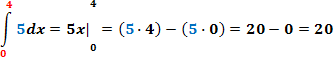 ∫₀⁴ 5dx = 5x|₀⁴ = (5 · 4) − (5 · 0) = 20 − 0 = 20